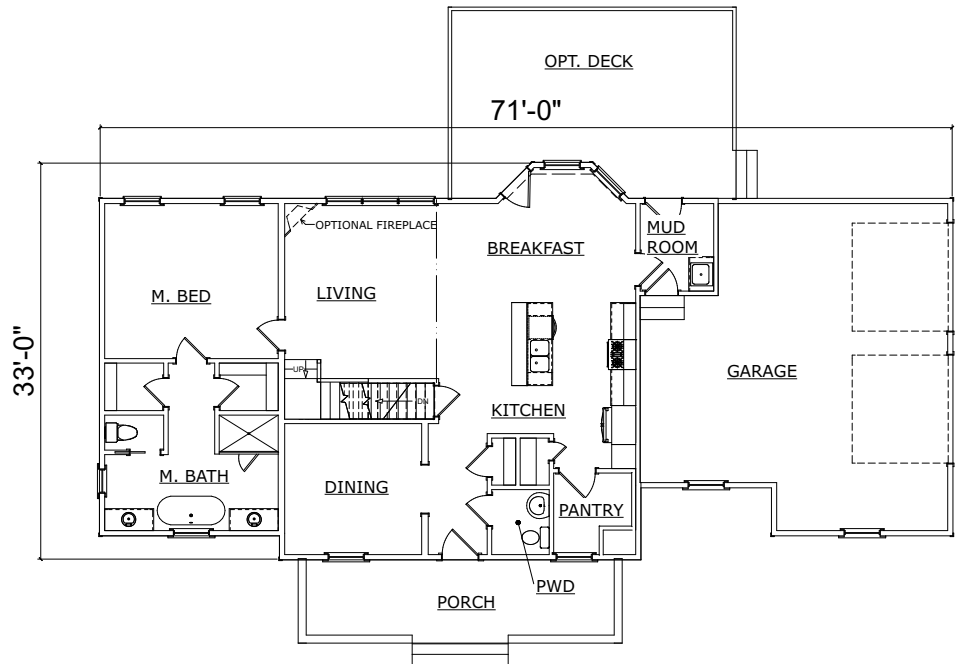 OPT. DECK
71'-0"
OPTIONAL FIREPLACE
MUD
ROOM
BREAKFAST
M. BED
LIVING
33'-0"
UP
GARAGE
DN
KITCHEN
M. BATH
DINING
PANTRY
PWD
PORCH